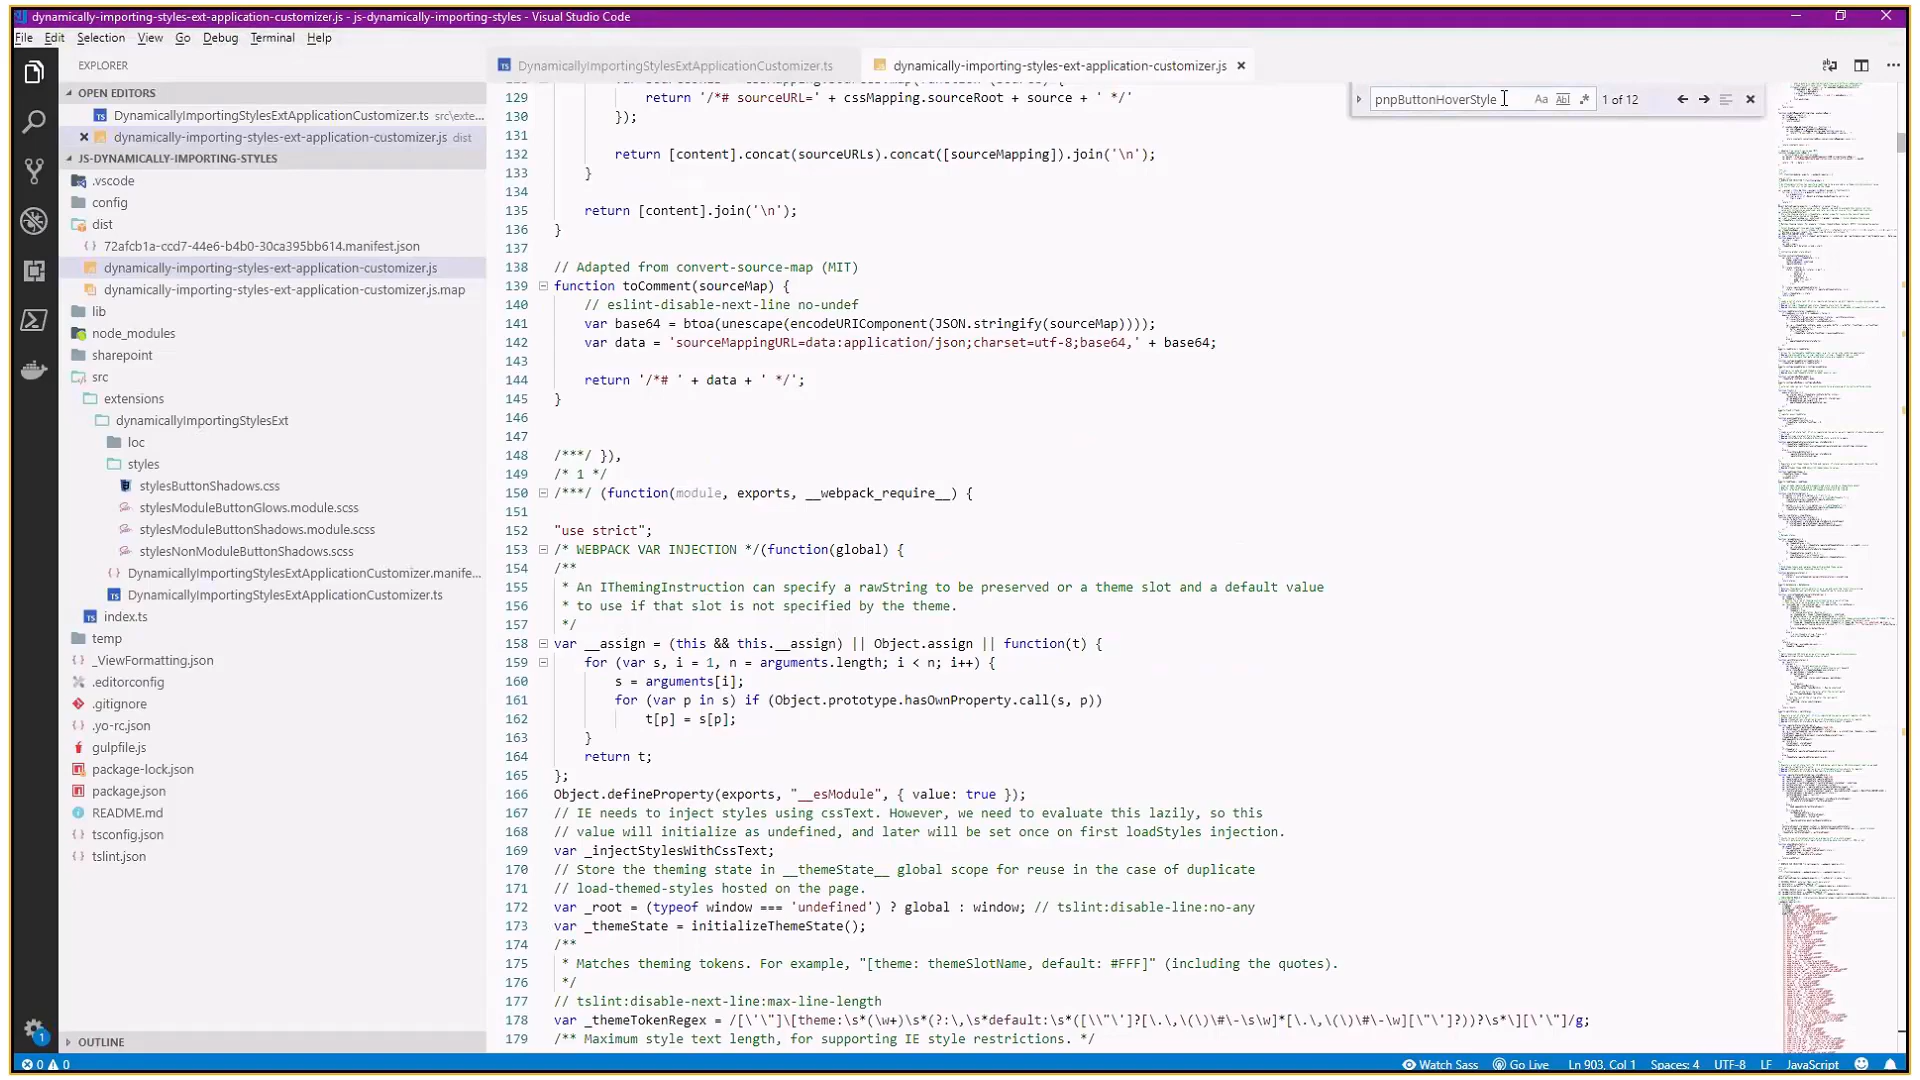 dynamically-importing-styles-ext-application-customizer.js - js-dynamically-importing-styles - Visual Studio Code
File Edit Selection View Go Debug Terminal Help
EXPLORER
OPEN EDITORS
DynamicallyImportingStylesExtApplicationCustomizer.ts src\exte...
dynamically-importing-styles-ext-application-customizer.js dist
JS-DYNAMICALLY-IMPORTING-STYLES
.vscode
config
dist
72afcb1a-ccd7-44e6-b4b0-30ca395bb614.manifest.json
dynamically-importing-styles-ext-application-customizer.js
dynamically-importing-styles-ext-application-customizer.js.map
lib
node_modules
sharepoint
src
extensions
dynamicallyImportingStylesExt
loc
styles
stylesButtonShadows.css
stylesModuleButtonGlows.module.scss
stylesModuleButtonShadows.module.scss
stylesNonModuleButtonShadows.scss
DynamicallyImportingStylesExtApplicationCustomizer.manife...
DynamicallyImportingStylesExtApplicationCustomizer.ts
index.ts
temp
_ViewFormatting.json
.editorconfig
.gitignore
.yo-rc.json
gulpfile.js
package-lock.json
package.json
README.md
tsconfig.json
tslint.json
OUTLINE
DynamicallyImportingStylesExtApplicationCustomizer.ts
dynamically-importing-styles-ext-application-customizer.js
pnpButtonHoverStyle Aa Abl .* 1 of 12
129 return '/*# sourceURL=' + cssMapping.sourceRoot + source + ' */'
130 });
131
132 return [content].concat(sourceURLs).concat([sourceMapping]).join('\n');
133 }
134
135 return [content].join('\n');
136 }
137
138 // Adapted from convert-source-map (MIT)
139 function toComment(sourceMap) {
140 // eslint-disable-next-line no-undef
141 var base64 = btoa(unescape(encodeURIComponent(JSON.stringify(sourceMap))));
142 var data = 'sourceMappingURL=data:application/json;charset=utf-8;base64,' + base64;
143
144 return '/*# ' + data + ' */';
145 }
146
147
148 /***/ }),
149 /* 1 */
150 /***/ (function(module, exports, __webpack_require__) {
151
152 "use strict";
153 /* WEBPACK VAR INJECTION */(function(global) {
154 /**
155 * An IThemingInstruction can specify a rawString to be preserved or a theme slot and a default value
156 * to use if that slot is not specified by the theme.
157 */
158 var __assign = (this && this.__assign) || Object.assign || function(t) {
159 for (var s, i = 1, n = arguments.length; i < n; i++) {
160 s = arguments[i];
161 for (var p in s) if (Object.prototype.hasOwnProperty.call(s, p))
162 t[p] = s[p];
163 }
164 return t;
165 };
166 Object.defineProperty(exports, "__esModule", { value: true });
167 // IE needs to inject styles using cssText. However, we need to evaluate this lazily, so this
168 // value will initialize as undefined, and later will be set once on first loadStyles injection.
169 var _injectStylesWithCssText;
170 // Store the theming state in __themeState__ global scope for reuse in the case of duplicate
171 // load-themed-styles hosted on the page.
172 var _root = (typeof window === 'undefined') ? global : window; // tslint:disable-line:no-any
173 var _themeState = initializeThemeState();
174 /**
175 * Matches theming tokens. For example, "[theme: themeSlotName, default: #FFF]" (including the quotes).
176 */
177 // tslint:disable-next-line:max-line-length
178 var _themeTokenRegex = /[\'\"]\[theme:\s*(\w+)\s*(?:\,\s*default:\s*([\\"\']?[\.\,\(\)\#\-\s\w]*[\.\,\(\)\#\-\w][\"\']?))?\s*\][\'\"]/g;
179 /** Maximum style text length, for supporting IE style restrictions. */
1
0 0 Watch Sass Go Live Ln 903, Col 1 Spaces: 4 UTF-8 LF JavaScript